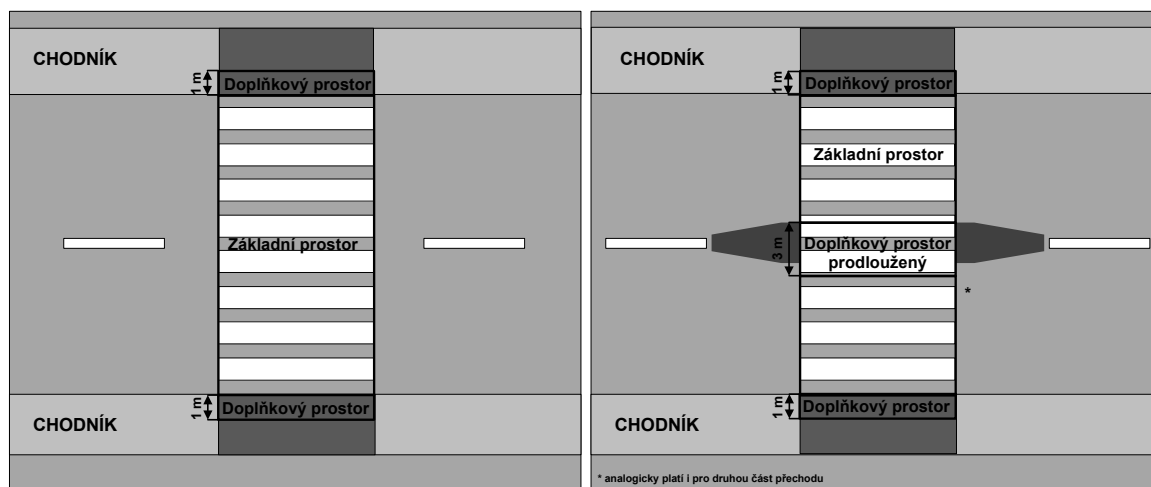 CHODNÍK
1 m
Doplňkový prostor
Základní prostor
1 m
Doplňkový prostor
CHODNÍK
CHODNÍK
1 m
Doplňkový prostor
Základní prostor
3 m
Doplňkový prostor
prodloužený
*
1 m
Doplňkový prostor
CHODNÍK
* analogicky platí i pro druhou část přechodu